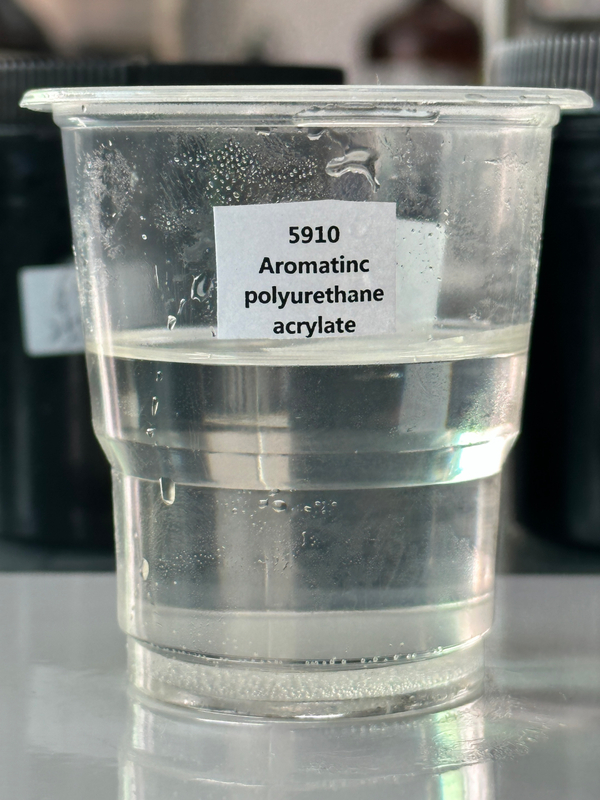 5910
Aromatinc
polyurethane
acrylate